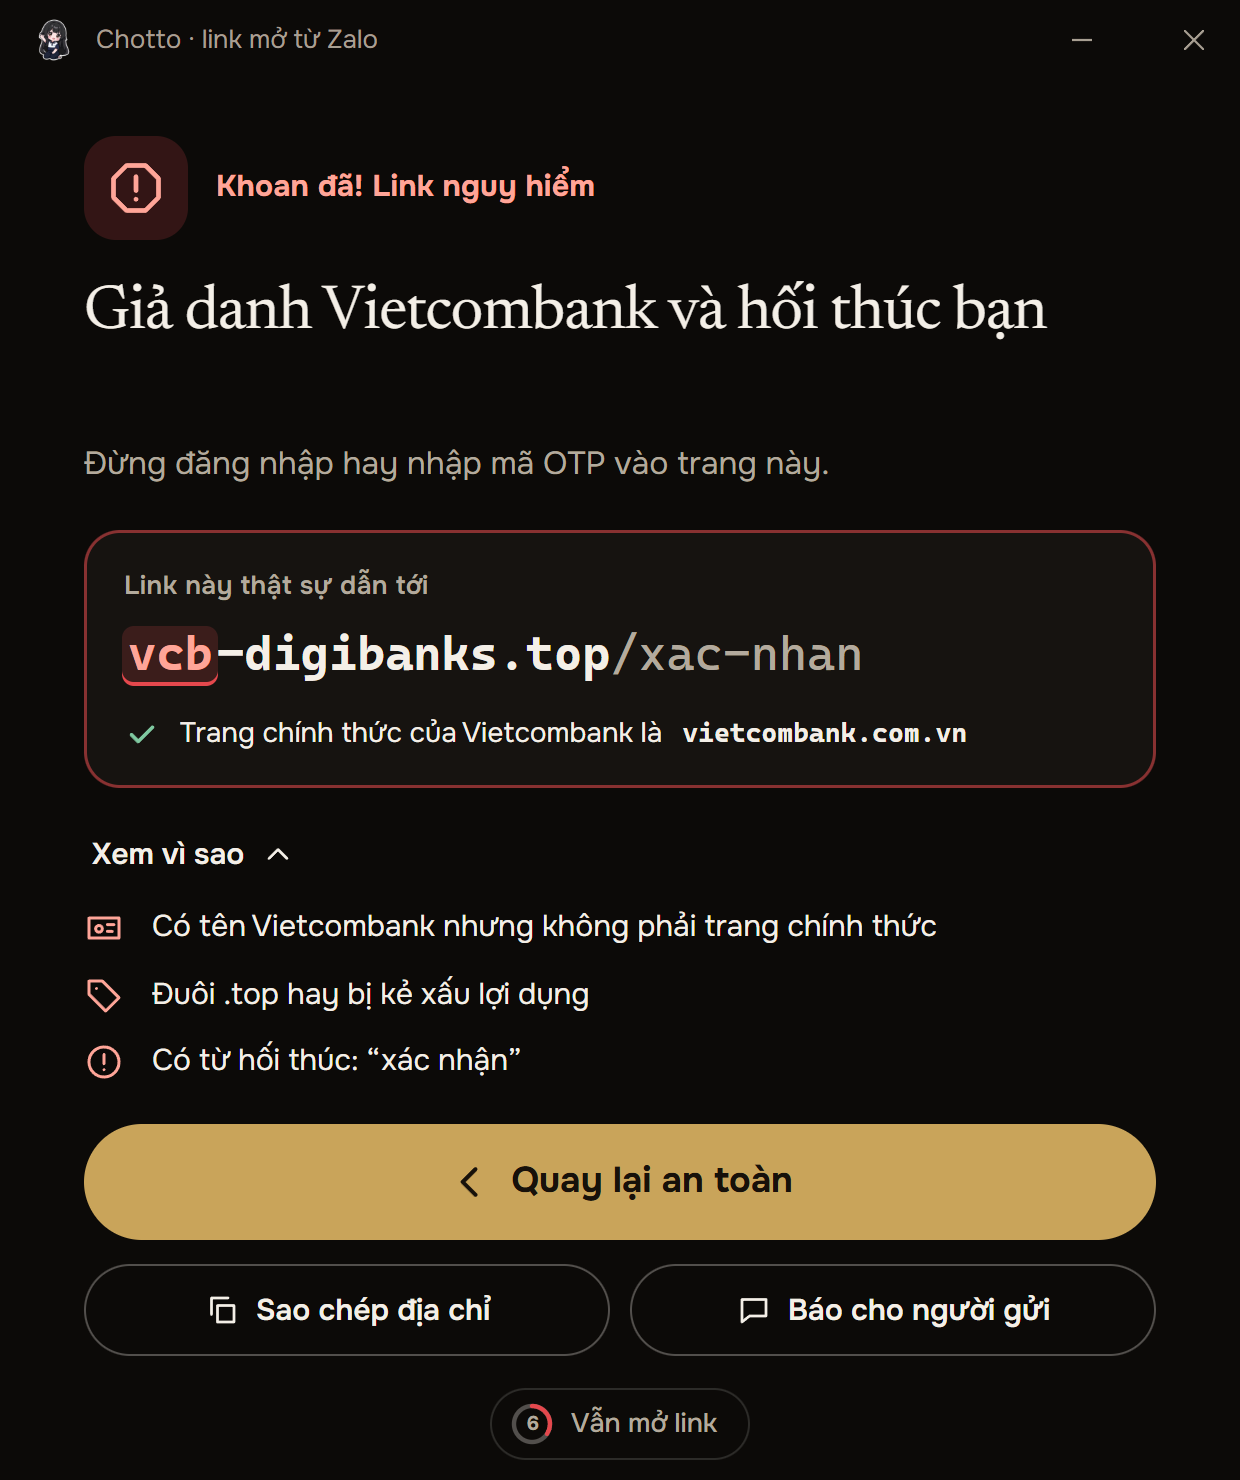 Chotto · link mở từ Zalo
Khoan đã! Link nguy hiểm
Giả danh Vietcombank và hối thúc bạn
Đừng đăng nhập hay nhập mã OTP vào trang này.
Link này thật sự dẫn tới
vcb-digibanks.top/xac-nhan
Trang chính thức của Vietcombank là vietcombank.com.vn
Xem vì sao
Có tên Vietcombank nhưng không phải trang chính thức
Đuôi .top hay bị kẻ xấu lợi dụng
Có từ hối thúc: “xác nhận”
Quay lại an toàn
Sao chép địa chỉ
Báo cho người gửi
6 Vẫn mở link